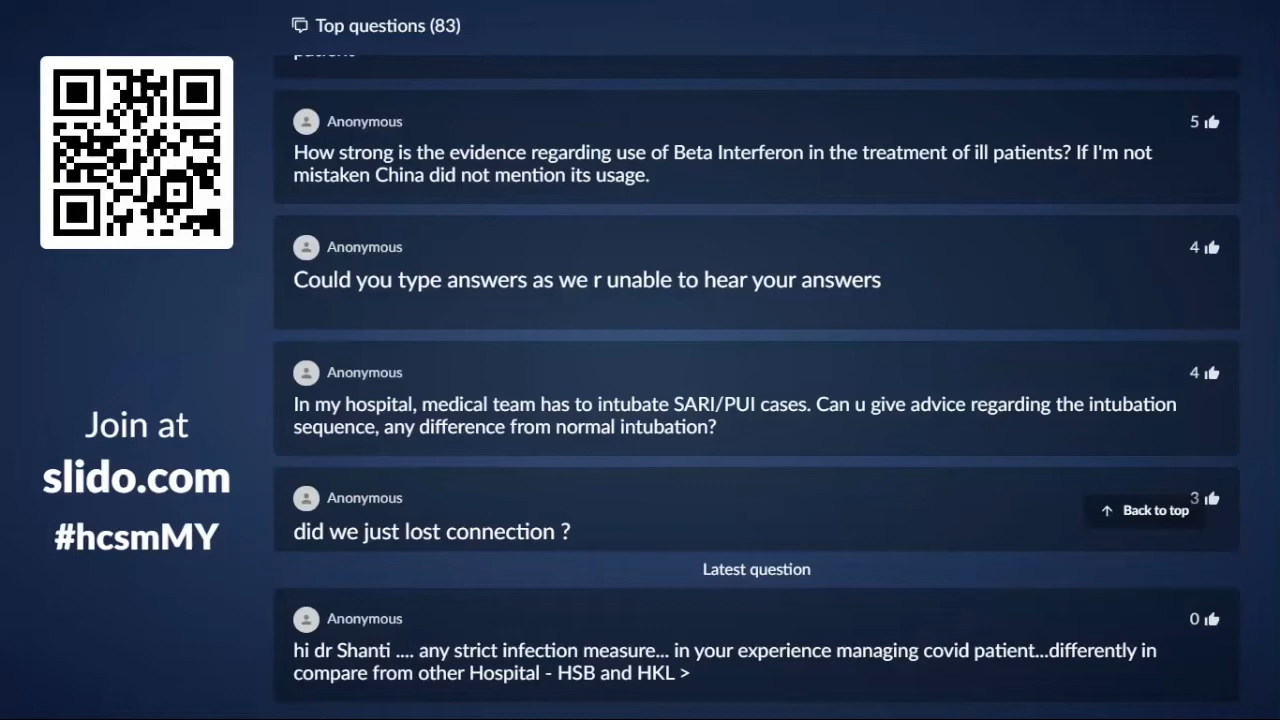 Top questions (83)
patient
Anonymous
5
How strong is the evidence regarding use of Beta Interferon in the treatment of ill patients? If I'm not
mistaken China did not mention its usage.
Anonymous
4
Could you type answers as we r unable to hear your answers
Anonymous
4
In my hospital, medical team has to intubate SARI/PUI cases. Can u give advice regarding the intubation
sequence, any difference from normal intubation?
Anonymous
3
Back to top
did we just lost connection ?
Latest question
Anonymous
0
hi dr Shanti .... any strict infection measure... in your experience managing covid patient...differently in
compare from other Hospital - HSB and HKL >
Join at
slido.com
#hcsmMY